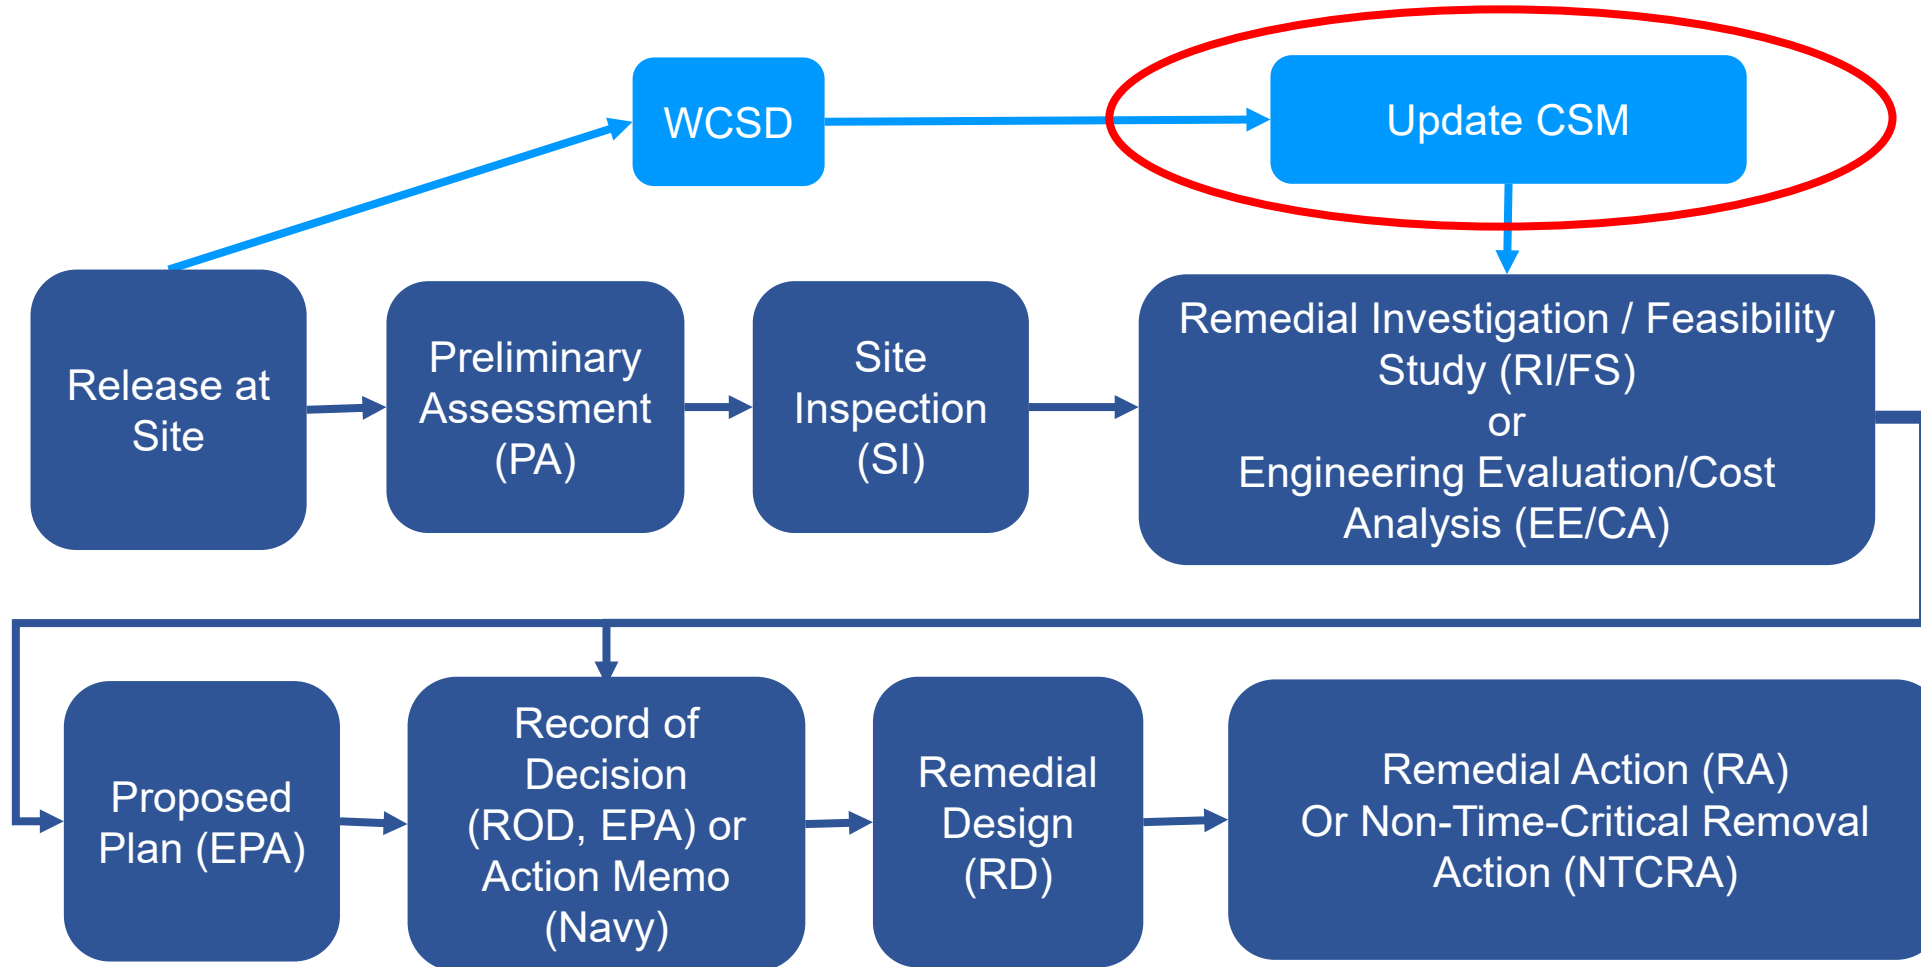 WCSD
Update CSM
Release at
Site
Preliminary
Assessment
(PA)
Site
Inspection
(SI)
Remedial Investigation / Feasibility
Study (RI/FS)
or
Engineering Evaluation/Cost
Analysis (EE/CA)
Proposed
Plan (EPA)
Record of
Decision
(ROD, EPA) or
Action Memo
(Navy)
Remedial
Design
(RD)
Remedial Action (RA)
Or Non-Time-Critical Removal
Action (NTCRA)